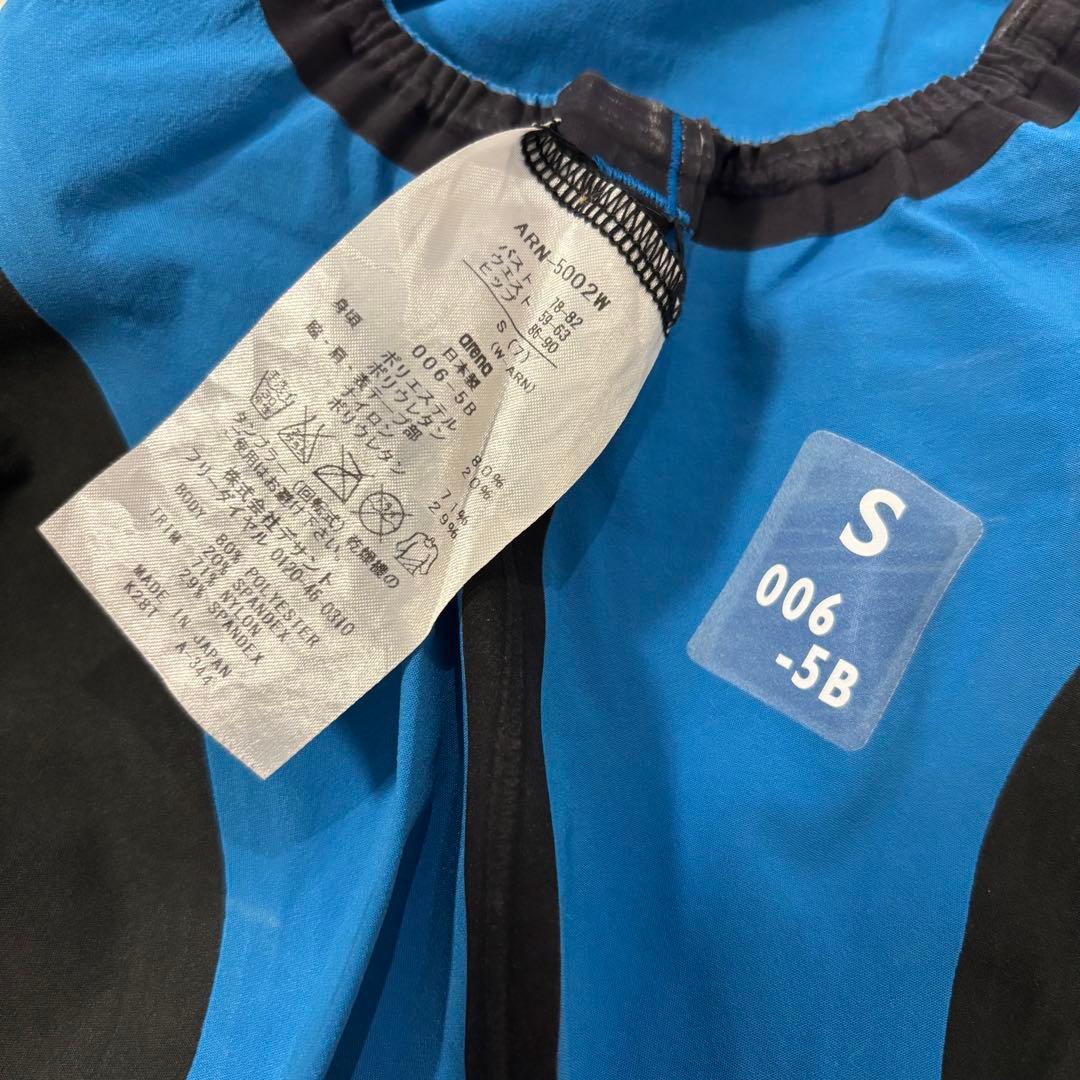 ARN-5002W
バスト 78-82
ウェスト 59-63
ヒップ 86-90
S (7)
(W-ARN)
arena
日本製
006-5B
身頃
ポリエステル 80%
ポリウレタン 20%
脇・肩・裾テープ部
ナイロン 71%
ポリウレタン 29%
タンブラー(回転式)乾燥機の
ご使用はお避け下さい。
株式会社デサント
フリーダイヤル 0120-46-0310
BODY 80% POLYESTER
20% SPANDEX
TRIM 71% NYLON
29% SPANDEX
MADE IN JAPAN
K28T A-344
S
006
-5B